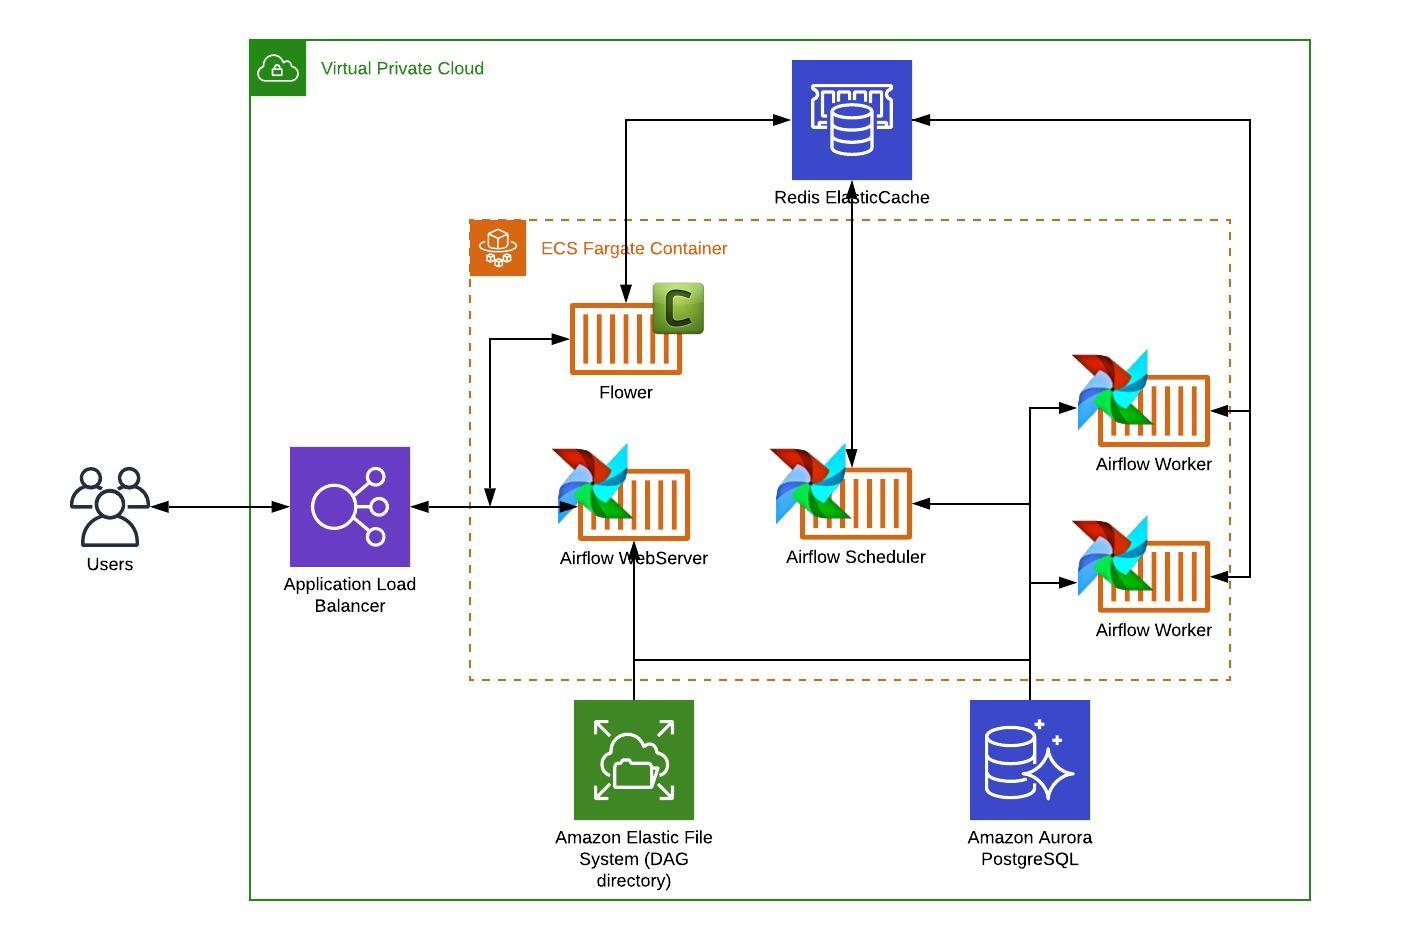 Virtual Private Cloud
Redis ElasticCache
ECS Fargate Container
C
Flower
Airflow Worker
Users
Airflow WebServer
Airflow Scheduler
Application Load
Balancer
Airflow Worker
Amazon Elastic File
System (DAG
directory)
Amazon Aurora
PostgreSQL